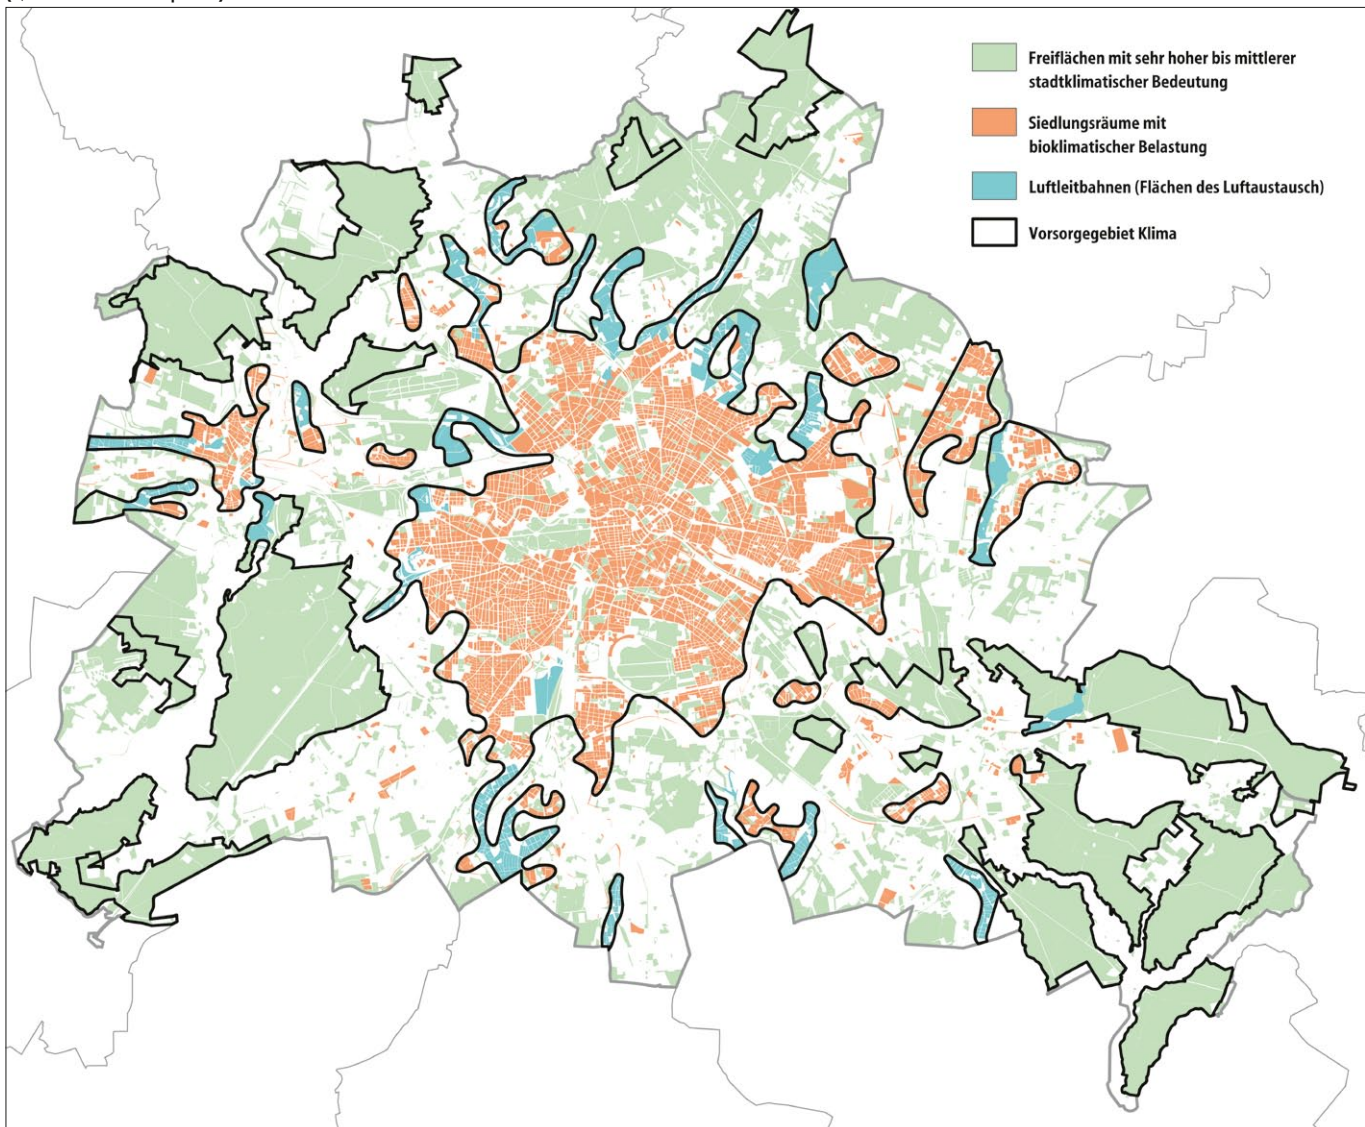 Freiflächen mit sehr hoher bis mittlerer
stadtklimatischer Bedeutung
Siedlungsräume mit
bioklimatischer Belastung
Luftleitbahnen (Flächen des Luftaustausch)
Vorsorgegebiet Klima